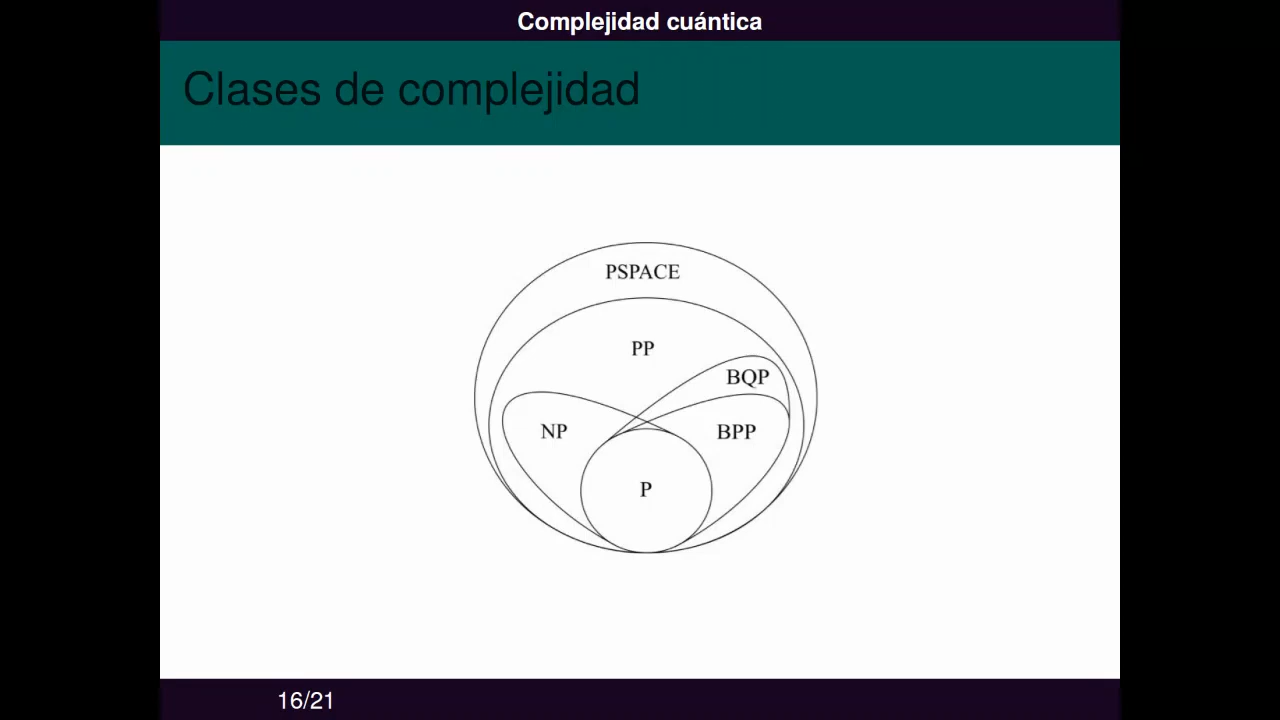 Complejidad cuántica
Clases de complejidad
PSPACE
PP
BQP
NP
BPP
P
16/21